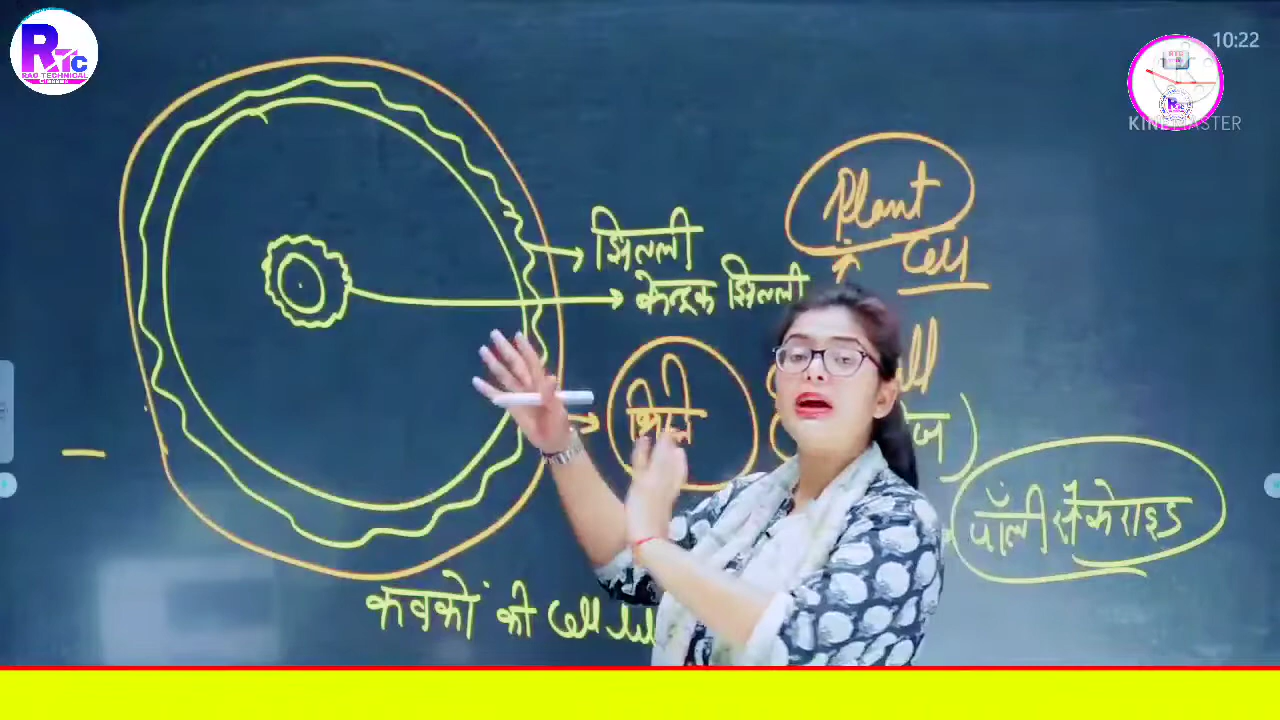 RTC
RAO TECHNICAL
10:22
KINEMASTER
Plant
Cell
झिल्ली
केन्द्रक झिल्ली
भित्ति
पॉली सैकेराइड
कवकों की Cell